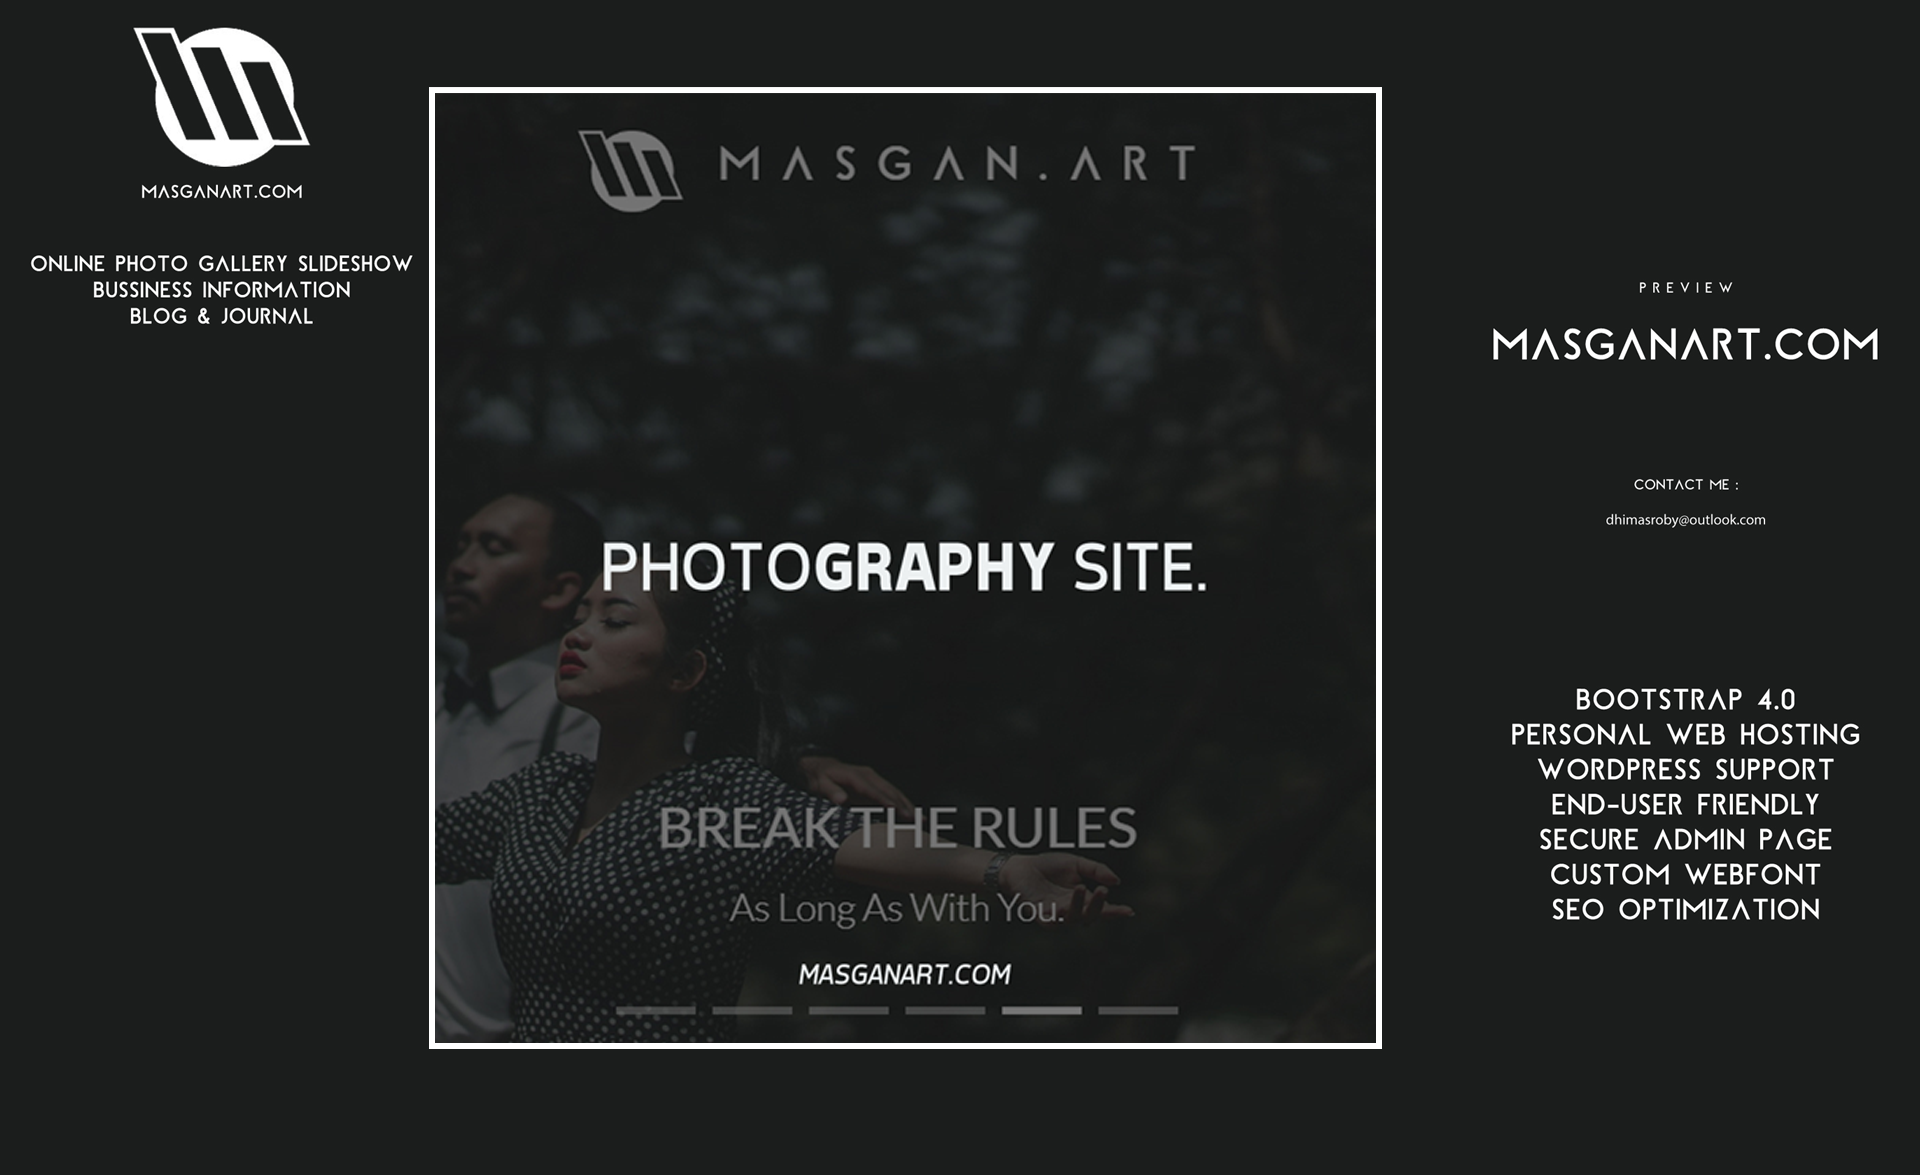 MASGANART.COM
ONLINE PHOTO GALLERY SLIDESHOW
BUSSINESS INFORMATION
BLOG & JOURNAL
MASGAN.ART
PHOTOGRAPHY SITE.
BREAK THE RULES
As Long As With You.
MASGANART.COM
PREVIEW
MASGANART.COM
CONTACT ME :
dhimasroby@outlook.com
BOOTSTRAP 4.0
PERSONAL WEB HOSTING
WORDPRESS SUPPORT
END-USER FRIENDLY
SECURE ADMIN PAGE
CUSTOM WEBFONT
SEO OPTIMIZATION